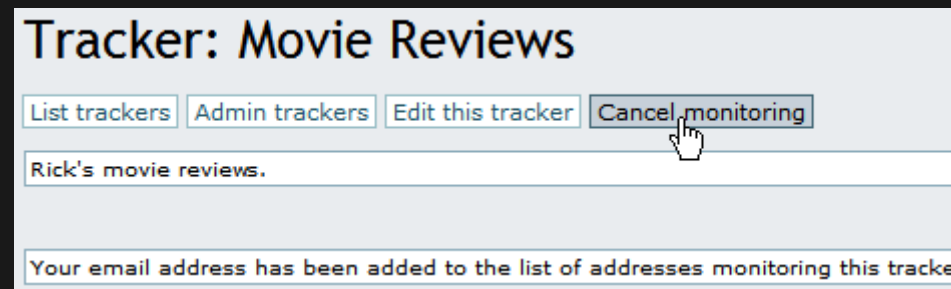 Tracker: Movie Reviews
List trackers Admin trackers Edit this tracker Cancel monitoring
Rick's movie reviews.
Your email address has been added to the list of addresses monitoring this